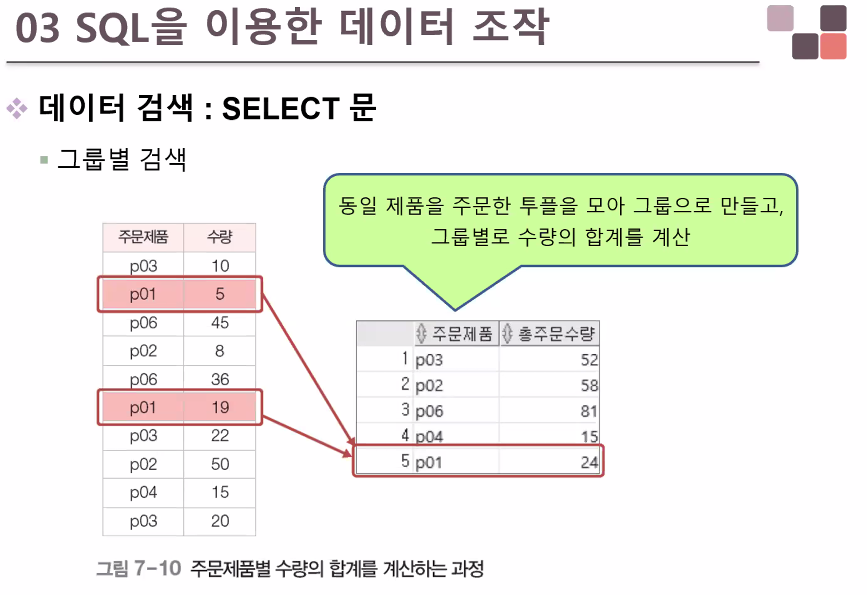 03 SQL을 이용한 데이터 조작
데이터 검색 : SELECT 문
그룹별 검색
동일 제품을 주문한 투플을 모아 그룹으로 만들고,
그룹별로 수량의 합계를 계산
주문제품 수량
p03 10
p01 5
p06 45
p02 8
p06 36
p01 19
p03 22
p02 50
p04 15
p03 20
주문제품 총주문수량
1 p03 52
2 p02 58
3 p06 81
4 p04 15
5 p01 24
그림 7-10 주문제품별 수량의 합계를 계산하는 과정